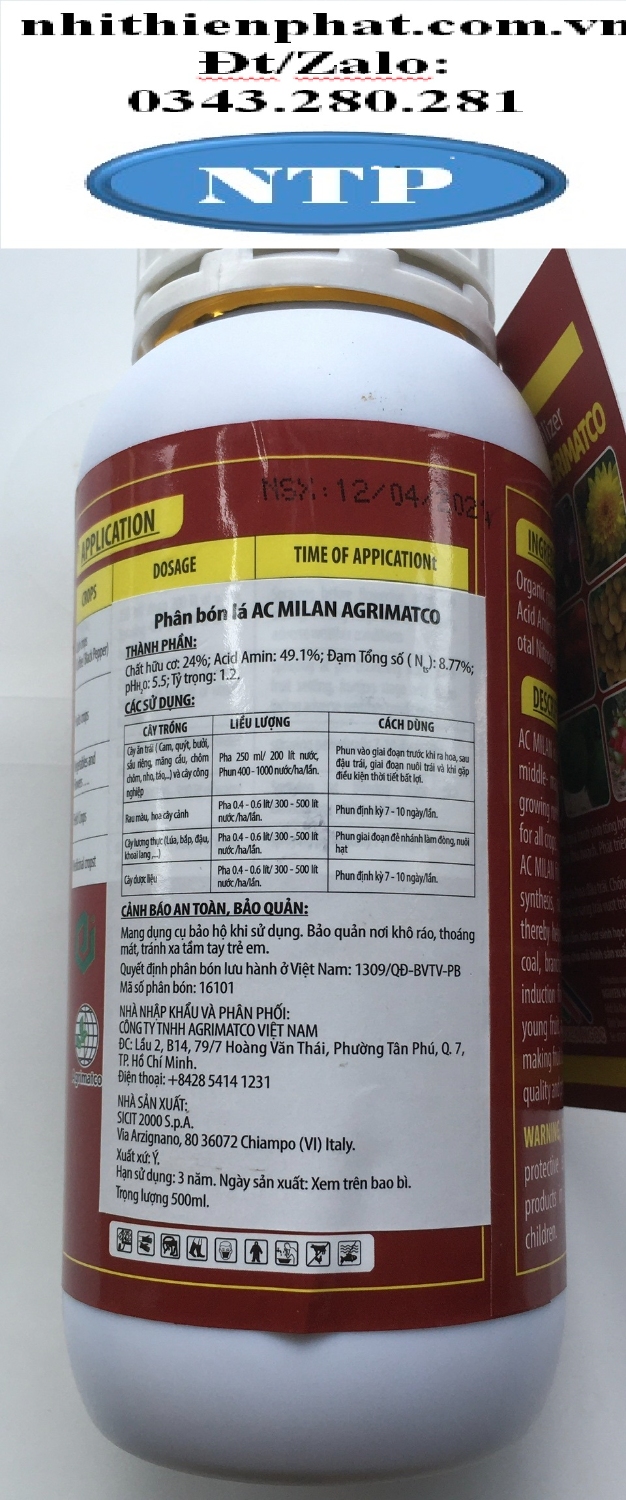 nhithienphat.com.vn
Đt/Zalo:
0343.280.281
NTP
MSX: 12/04/202
APPLICATION
CROPS
DOSAGE
TIME OF APPICATIONt
Black Pepper)
Phân bón lá AC MILAN AGRIMATCO
THÀNH PHẦN:
Chất hữu cơ: 24%; Acid Amin: 49.1%; Đạm Tổng số ( Nts): 8.77%;
pHH₂O: 5.5; Tỷ trọng: 1.2.
CÁC SỬ DỤNG:
CÂY TRỒNG
LIỀU LƯỢNG
CÁCH DÙNG
Cây ăn trái ( Cam, quýt, bưởi, sầu riêng, mãng cầu, chôm chôm, nho, táo,..) và cây công nghiệp
Pha 250 ml/ 200 lít nước, Phun 400 - 1000 nước/ha/lần.
Phun vào giai đoạn trước khi ra hoa, sau đậu trái, giai đoạn nuôi trái và khi gặp điều kiện thời tiết bất lợi.
Rau màu, hoa cây cảnh
Pha 0.4 - 0.6 lít/ 300 - 500 lít nước/ha/lần.
Phun định kỳ 7 - 10 ngày/lần.
Cây lương thực (Lúa, bắp, đậu, khoai lang ,...)
Pha 0.4 - 0.6 lít/ 300 - 500 lít nước/ha/lần.
Phun giai đoạn đẻ nhánh làm đòng, nuôi hạt
Cây dược liệu
Pha 0.4 - 0.6 lít/ 300 - 500 lít nước /ha/lần.
Phun định kỳ 7 - 10 ngày/lần.
CẢNH BÁO AN TOÀN, BẢO QUẢN:
Mang dụng cụ bảo hộ khi sử dụng. Bảo quản nơi khô ráo, thoáng
mát, tránh xa tầm tay trẻ em.
Quyết định phân bón lưu hành ở Việt Nam: 1309/QĐ-BVTV-PB
Mã số phân bón: 16101
NHÀ NHẬP KHẨU VÀ PHÂN PHỐI:
CÔNG TY TNHH AGRIMATCO VIỆT NAM
ĐC: Lầu 2, B14, 79/7 Hoàng Văn Thái, Phường Tân Phú, Q. 7,
TP. Hồ Chí Minh.
Điện thoại: +8428 5414 1231
NHÀ SẢN XUẤT:
SICIT 2000 S.p.A.
Via Arzignano, 80 36072 Chiampo (VI) Italy.
Xuất xứ: Ý.
Hạn sử dụng: 3 năm. Ngày sản xuất: Xem trên bao bì.
Trọng lượng 500ml.
Agrimatco
AGRIMATCO
Organic
Acid Amin
AC MILAN
middle-
growing
for all
AC MILAN
synthesis,
thereby
coal,
induction
young fruit
making
quality
WARNING
protective
products
children.